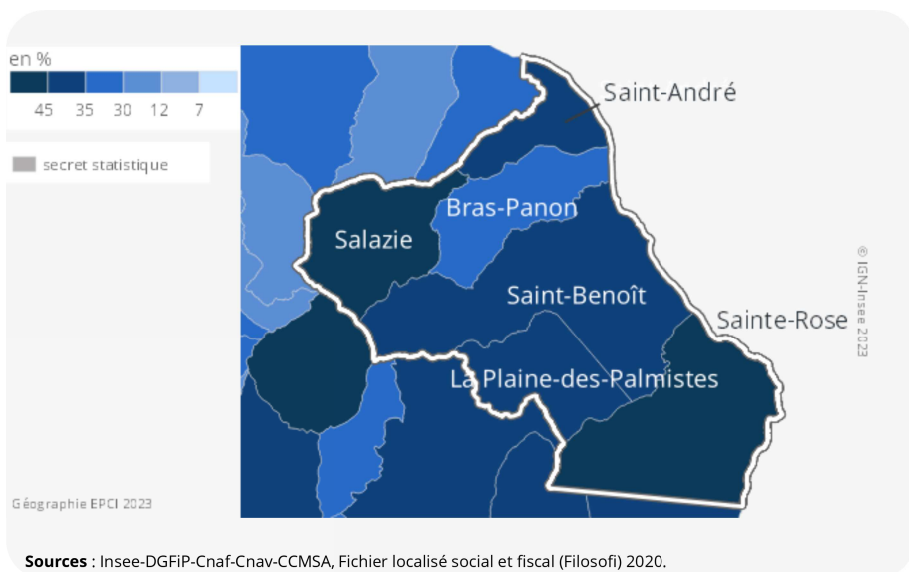 en %
45 35 30 12 7
secret statistique
Saint-André
Bras-Panon
Salazie
Saint-Benoît
Sainte-Rose
La Plaine-des-Palmistes
© IGN-Insee 2023
Géographie EPCI 2023
Sources : Insee-DGFiP-Cnaf-Cnav-CCMSA, Fichier localisé social et fiscal (Filosofi) 2020.